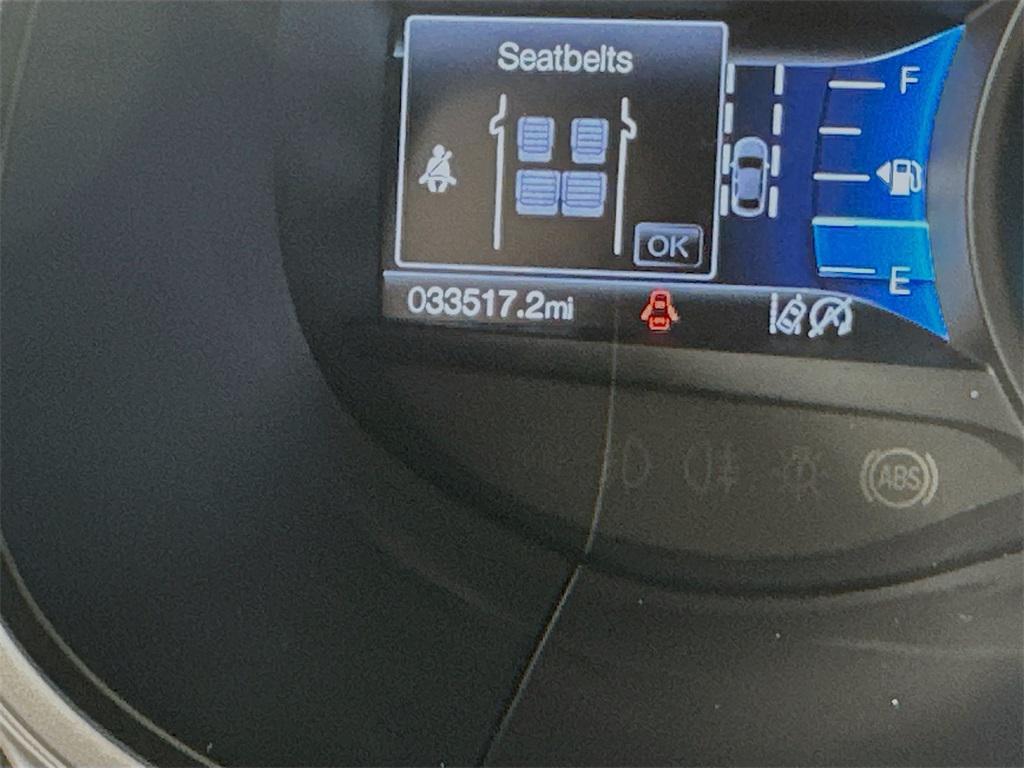 Seatbelts
F
OK
E
033517.2mi
ABS